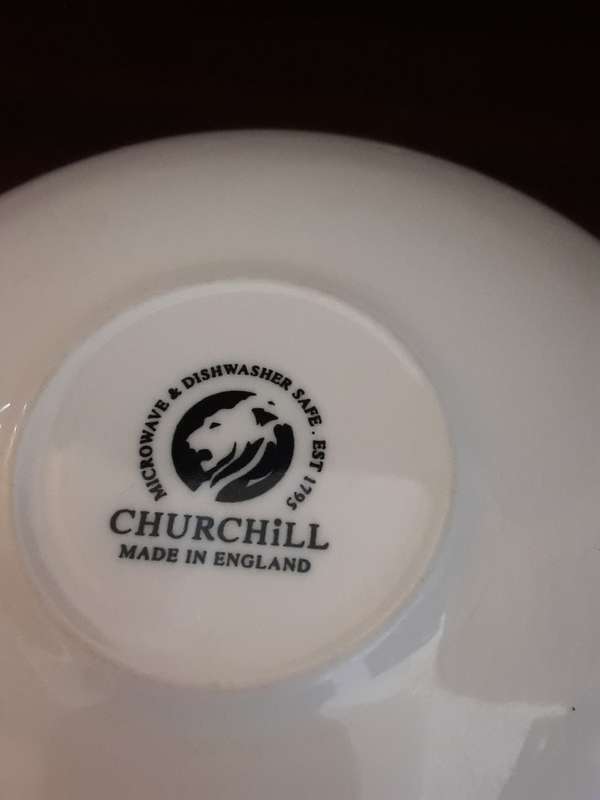 MICROWAVE & DISHWASHER SAFE . EST 1795
CHURCHiLL
MADE IN ENGLAND